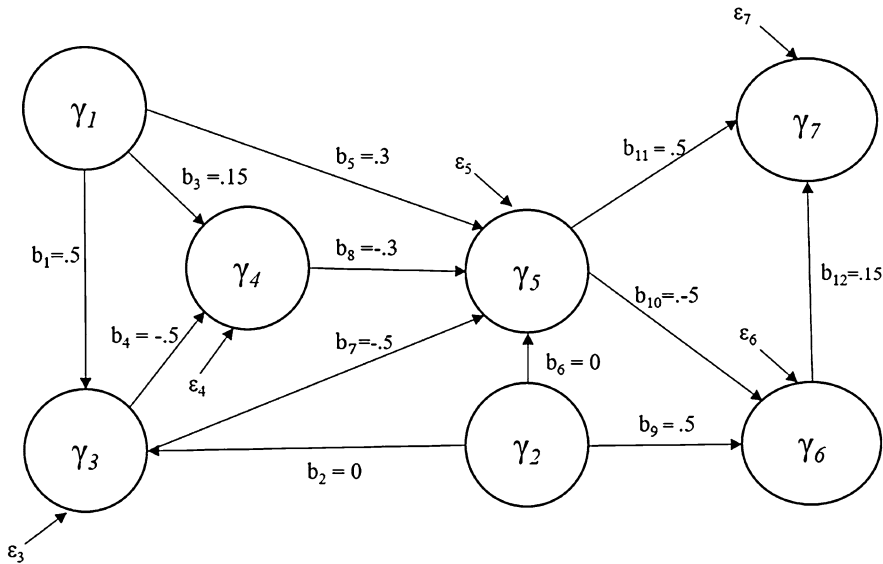 ε7
γ1
γ7
b11 = .5
b5 =.3
ε5
b3 =.15
b1=.5
b8 =-.3
γ4
γ5
b12=.15
b10=.-5
b4 = -.5
b7=-.5
ε6
b6 = 0
ε4
b9 = .5
γ3
γ2
γ6
b2 = 0
ε3